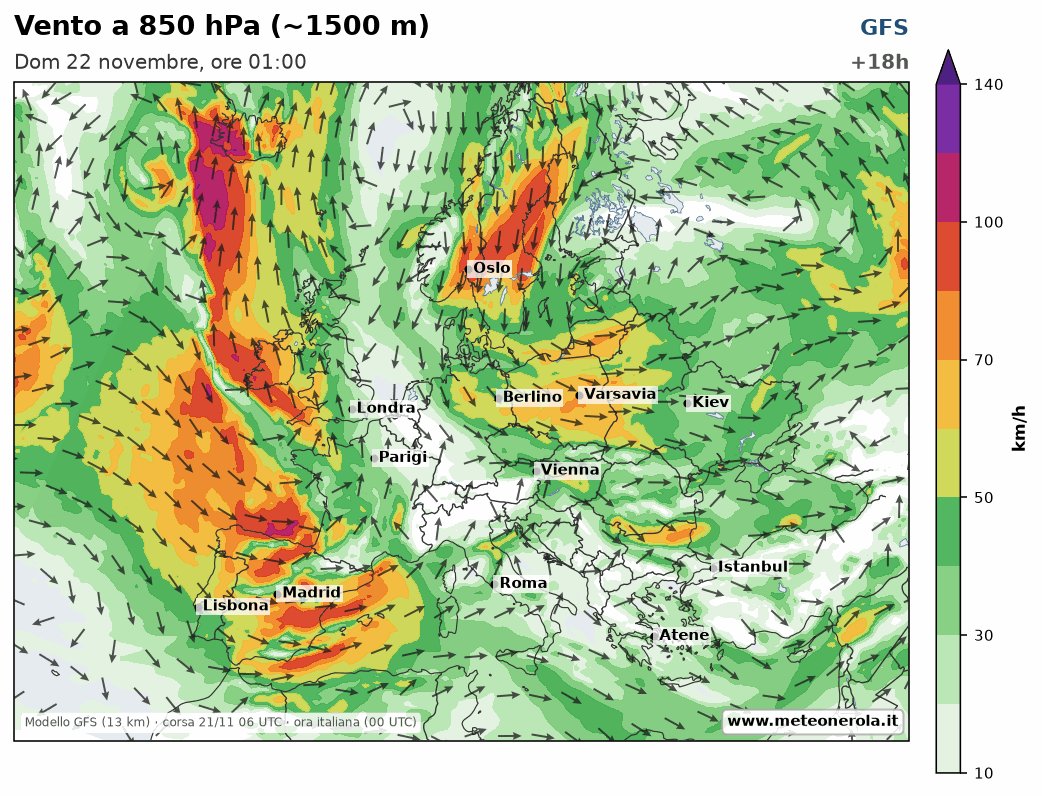 Vento a 850 hPa (~1500 m)
GFS
Dom 22 novembre, ore 01:00
+18h
140
100
70
50
30
10
km/h
Oslo
Londra
Berlino
Varsavia
Kiev
Parigi
Vienna
Istanbul
Roma
Madrid
Lisbona
Atene
Modello GFS (13 km) · corsa 21/11 06 UTC · ora italiana (00 UTC)
www.meteonerola.it